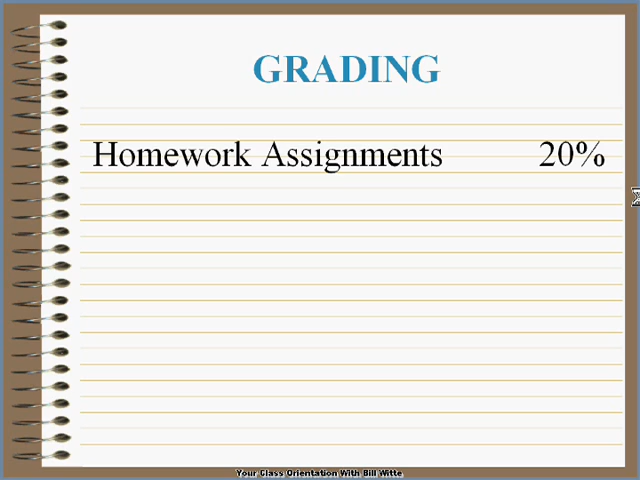 GRADING
Homework Assignments 20%
Your Class Orientation With Bill Witte